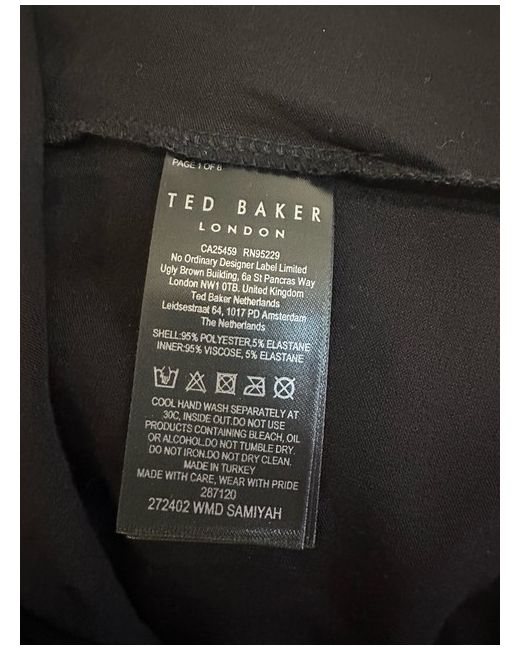 PAGE 1 OF 6
TED BAKER
LONDON
CA25459 RN95229
No Ordinary Designer Label Limited
Ugly Brown Building, 6a St Pancras Way
London NW1 0TB. United Kingdom
Ted Baker Netherlands
Leidsestraat 64, 1017 PD Amsterdam
The Netherlands
SHELL:95% POLYESTER,5% ELASTANE
INNER:95% VISCOSE, 5% ELASTANE
COOL HAND WASH SEPARATELY AT
30C, INSIDE OUT.DO NOT USE
PRODUCTS CONTAINING BLEACH, OIL
OR ALCOHOL.DO NOT TUMBLE DRY.
DO NOT IRON.DO NOT DRY CLEAN.
MADE IN TURKEY
MADE WITH CARE, WEAR WITH PRIDE
287120
272402 WMD SAMIYAH